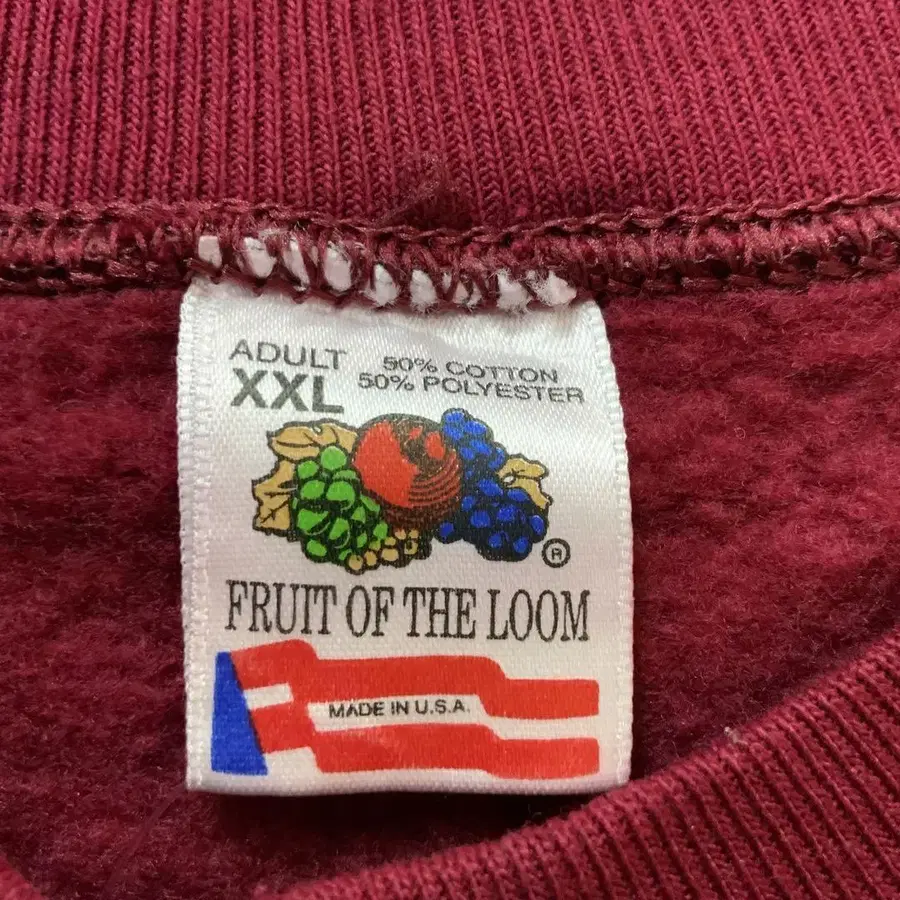 ADULT
XXL
50% COTTON
50% POLYESTER
®
FRUIT OF THE LOOM
MADE IN U.S.A.